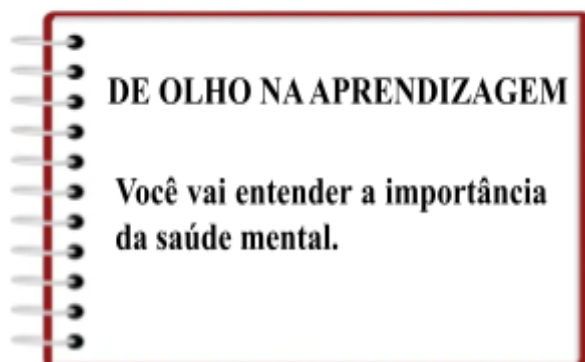 DE OLHO NA APRENDIZAGEM
Você vai entender a importância
da saúde mental.